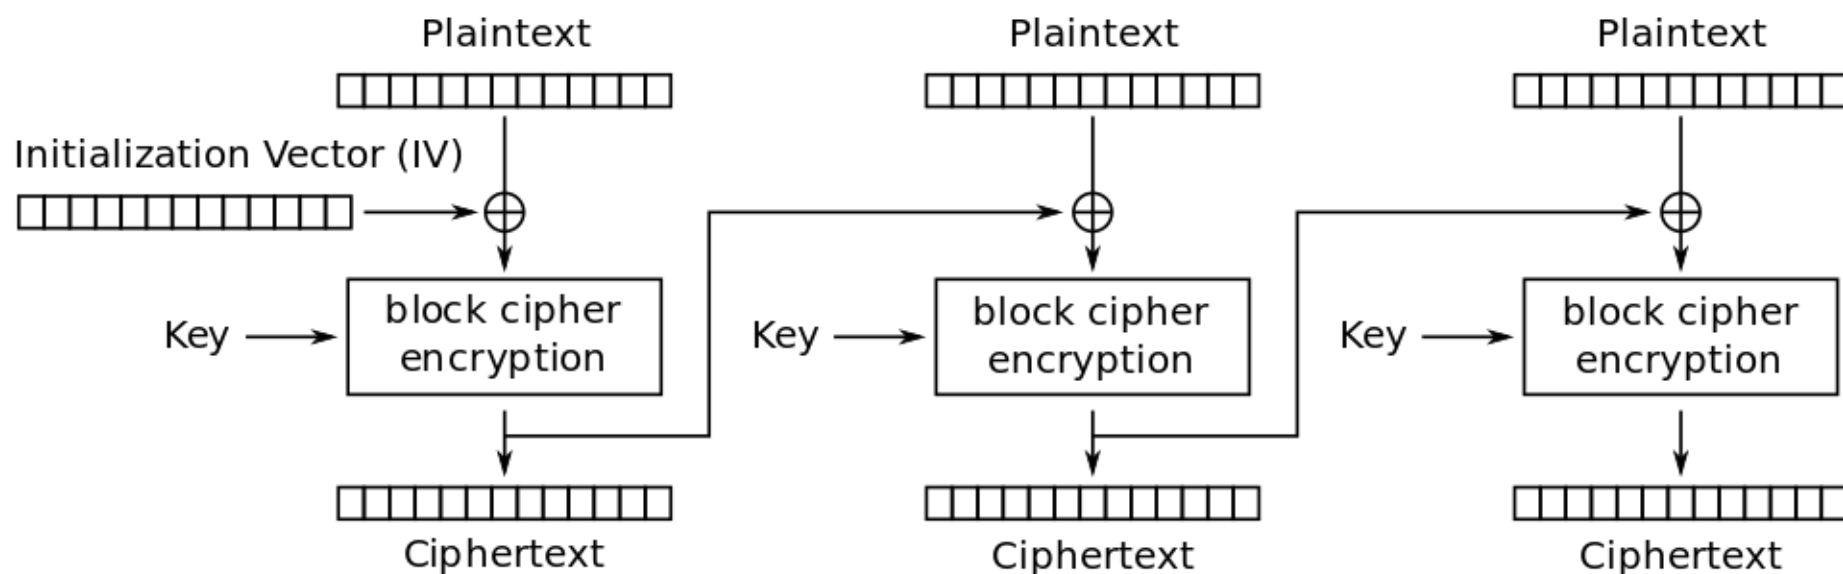 Plaintext
Plaintext
Plaintext
Initialization Vector (IV)
Key
block cipher
encryption
Key
block cipher
encryption
Key
block cipher
encryption
Ciphertext
Ciphertext
Ciphertext